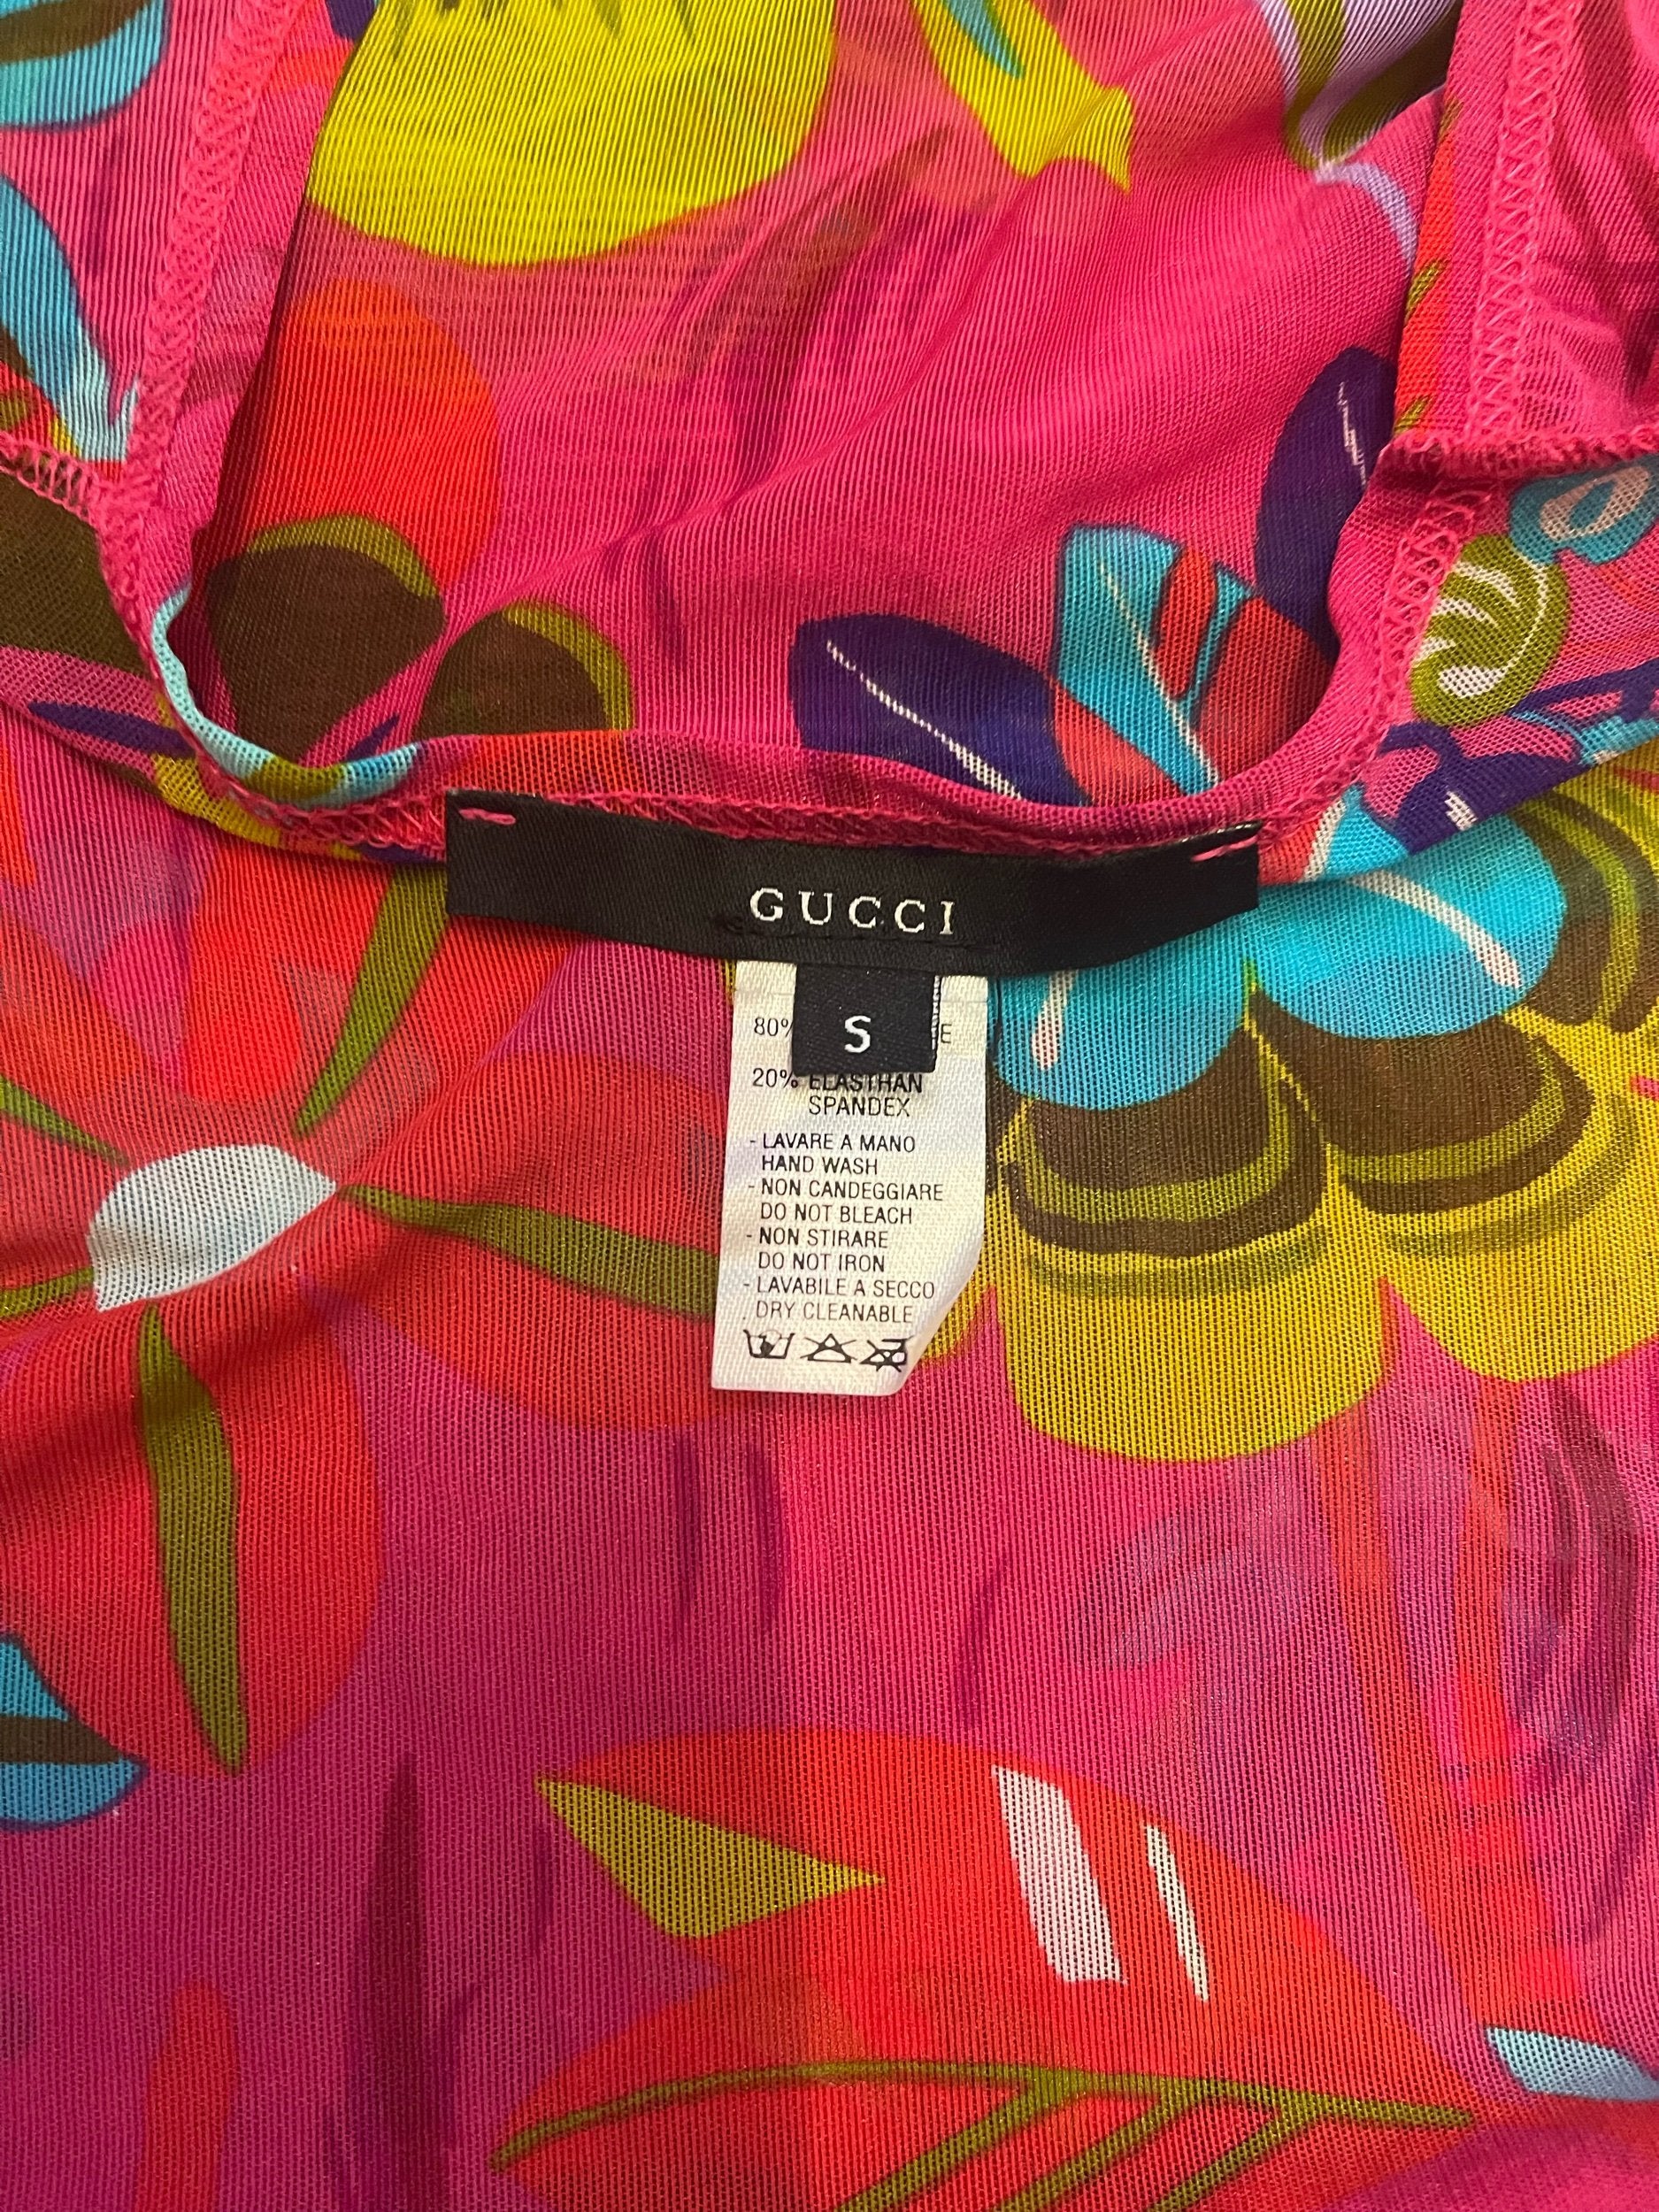 GUCCI
S
80% E
20% ELASTHAN
SPANDEX
- LAVARE A MANO
HAND WASH
- NON CANDEGGIARE
DO NOT BLEACH
- NON STIRARE
DO NOT IRON
- LAVABILE A SECCO
DRY CLEANABLE